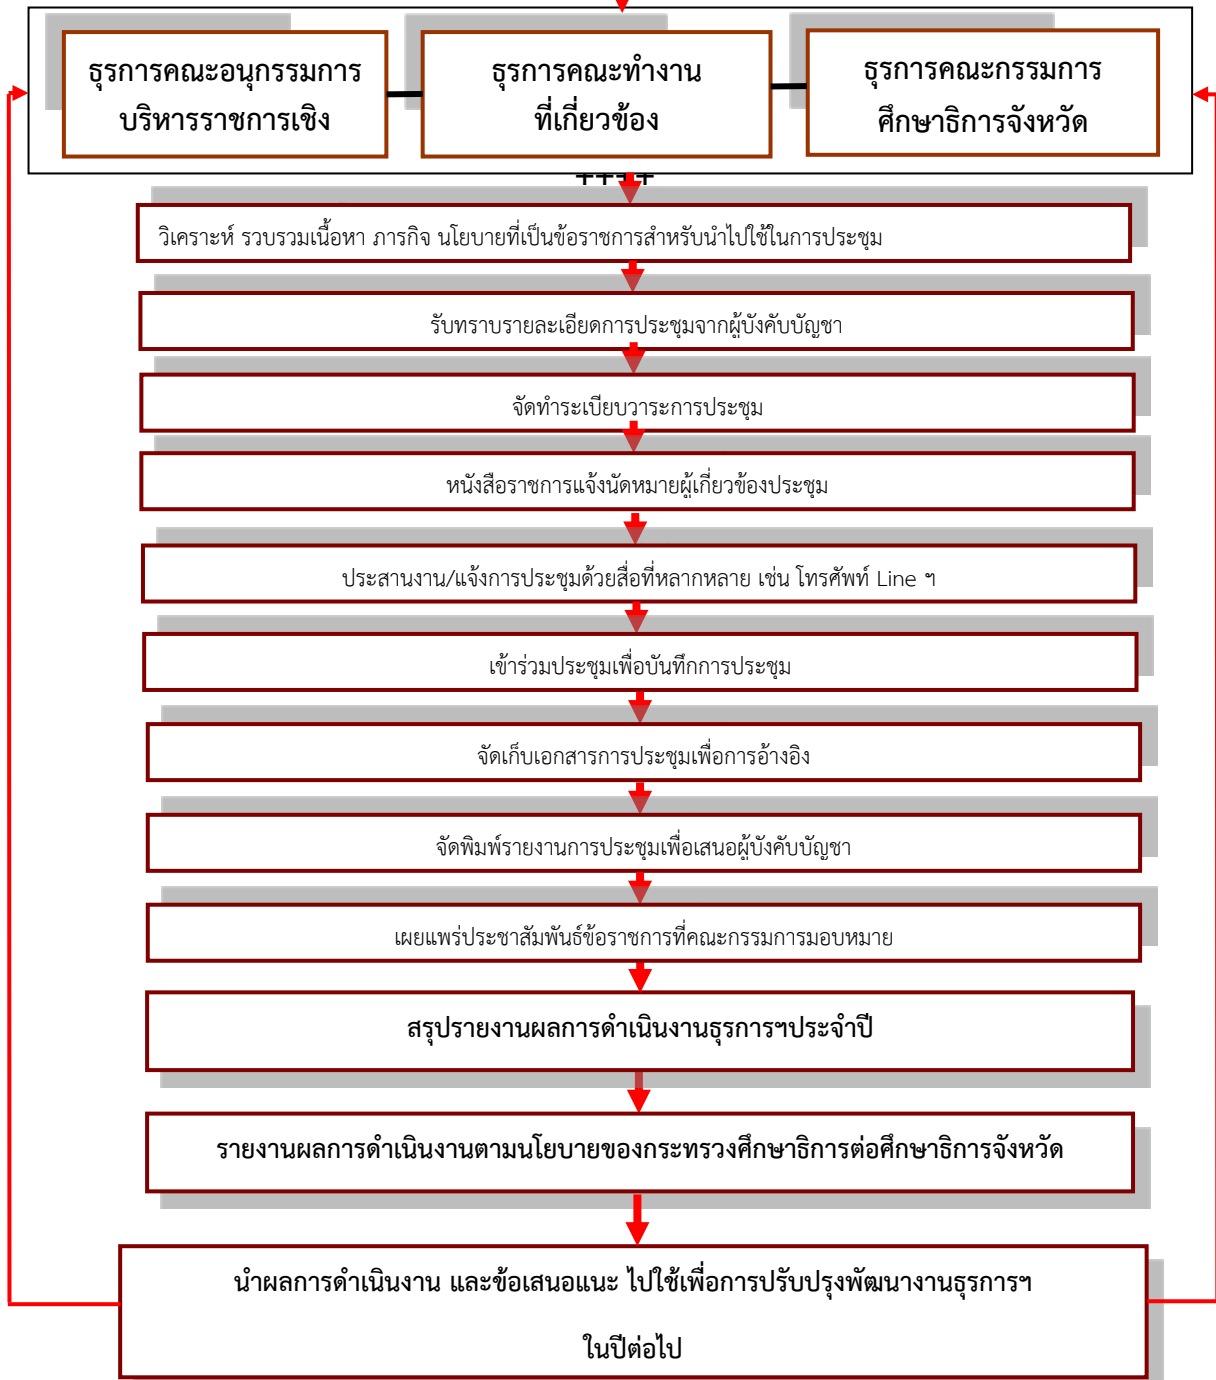 ธุรการคณะอนุกรรมการ
บริหารราชการเชิง
ธุรการคณะทำงาน
ที่เกี่ยวข้อง
ธุรการคณะกรรมการ
ศึกษาธิการจังหวัด
++++
วิเคราะห์ รวบรวมเนื้อหา ภารกิจ นโยบายที่เป็นข้อราชการสำหรับนำไปใช้ในการประชุม
รับทราบรายละเอียดการประชุมจากผู้บังคับบัญชา
จัดทำระเบียบวาระการประชุม
หนังสือราชการแจ้งนัดหมายผู้เกี่ยวข้องประชุม
ประสานงาน/แจ้งการประชุมด้วยสื่อที่หลากหลาย เช่น โทรศัพท์ Line ฯ
เข้าร่วมประชุมเพื่อบันทึกการประชุม
จัดเก็บเอกสารการประชุมเพื่อการอ้างอิง
จัดพิมพ์รายงานการประชุมเพื่อเสนอผู้บังคับบัญชา
เผยแพร่ประชาสัมพันธ์ข้อราชการที่คณะกรรมการมอบหมาย
สรุปรายงานผลการดำเนินงานธุรการฯประจำปี
รายงานผลการดำเนินงานตามนโยบายของกระทรวงศึกษาธิการต่อศึกษาธิการจังหวัด
นำผลการดำเนินงาน และข้อเสนอแนะ ไปใช้เพื่อการปรับปรุงพัฒนางานธุรการฯ
ในปีต่อไป